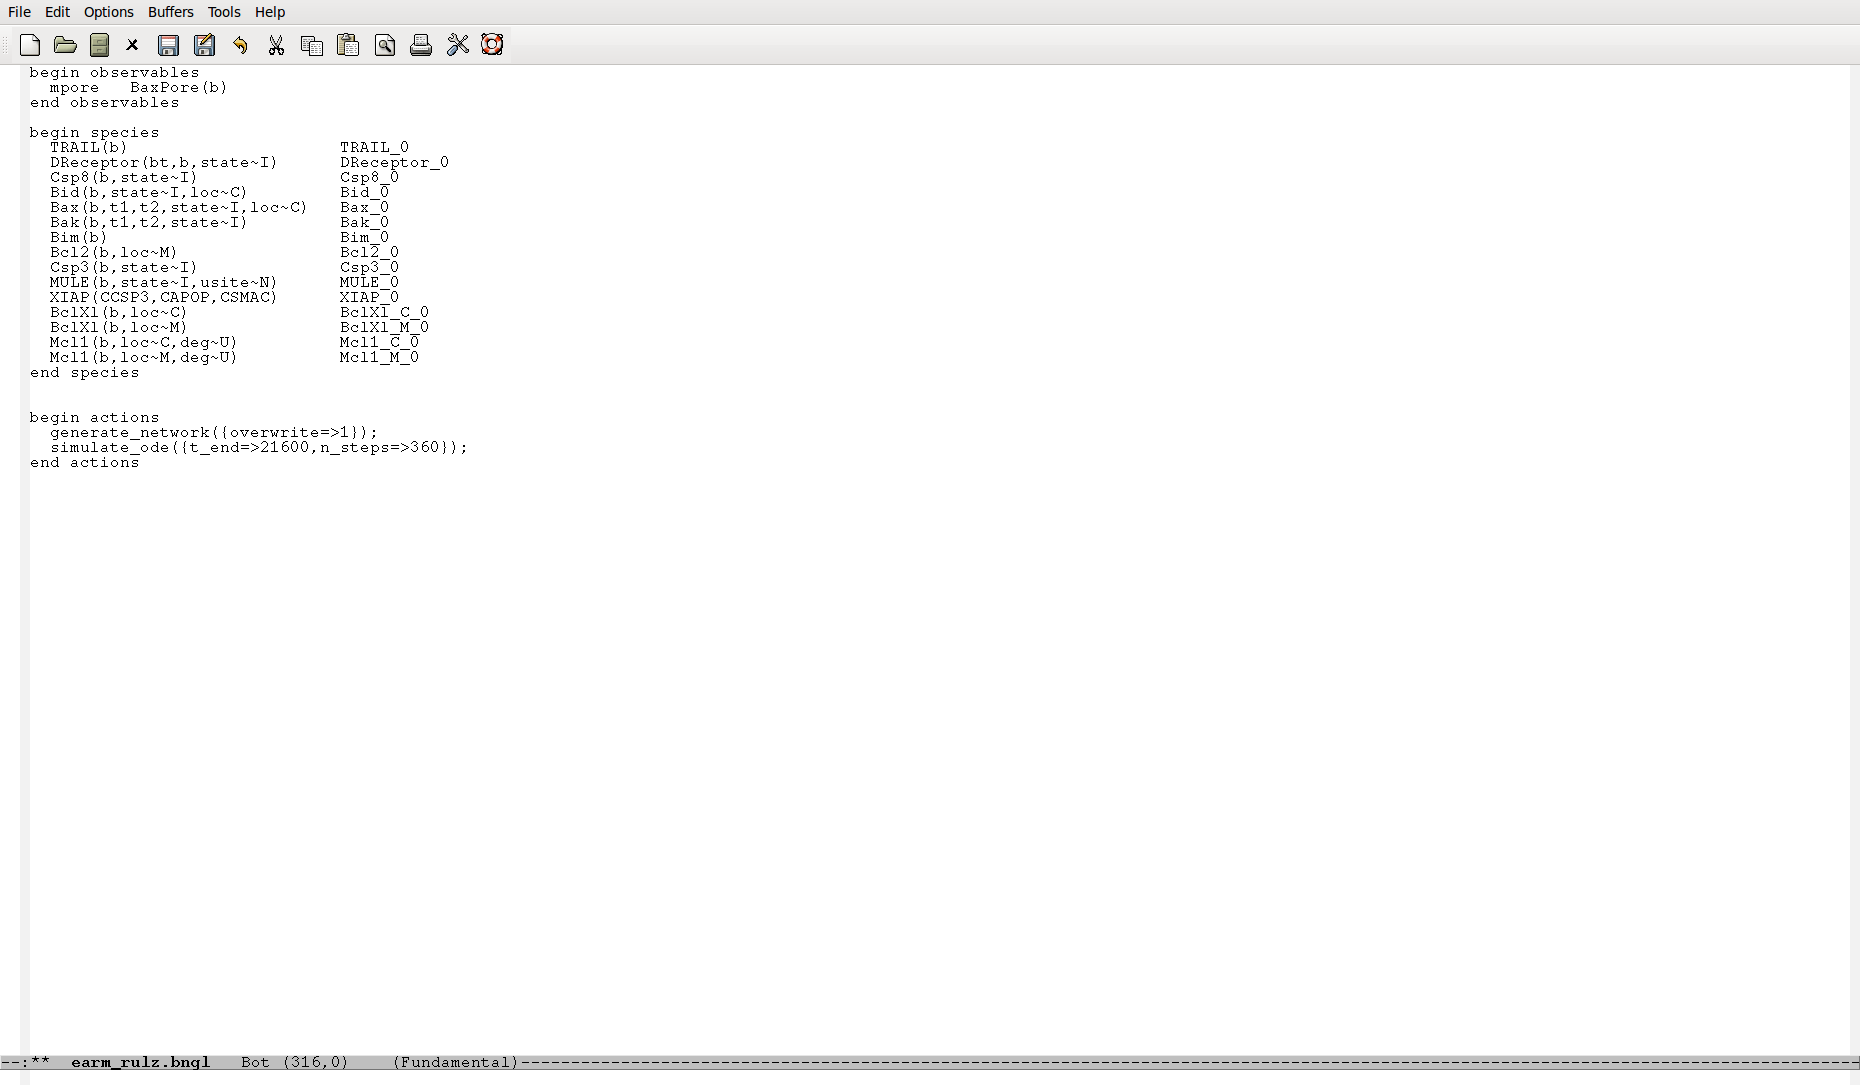 File Edit Options Buffers Tools Help
begin observables
  mpore   BaxPore(b)
end observables

begin species
  TRAIL(b)                     TRAIL_0
  DReceptor(bt,b,state~I)      DReceptor_0
  Csp8(b,state~I)              Csp8_0
  Bid(b,state~I,loc~C)         Bid_0
  Bax(b,t1,t2,state~I,loc~C)   Bax_0
  Bak(b,t1,t2,state~I)         Bak_0
  Bim(b)                       Bim_0
  Bcl2(b,loc~M)                Bcl2_0
  Csp3(b,state~I)              Csp3_0
  MULE(b,state~I,usite~N)      MULE_0
  XIAP(CCSP3,CAPOP,CSMAC)      XIAP_0
  BclXl(b,loc~C)               BclXl_C_0
  BclXl(b,loc~M)               BclXl_M_0
  Mcl1(b,loc~C,deg~U)          Mcl1_C_0
  Mcl1(b,loc~M,deg~U)          Mcl1_M_0
end species

begin actions
  generate_network({overwrite=>1});
  simulate_ode({t_end=>21600,n_steps=>360});
end actions
--:**  earm_rulz.bngl   Bot (316,0)    (Fundamental)